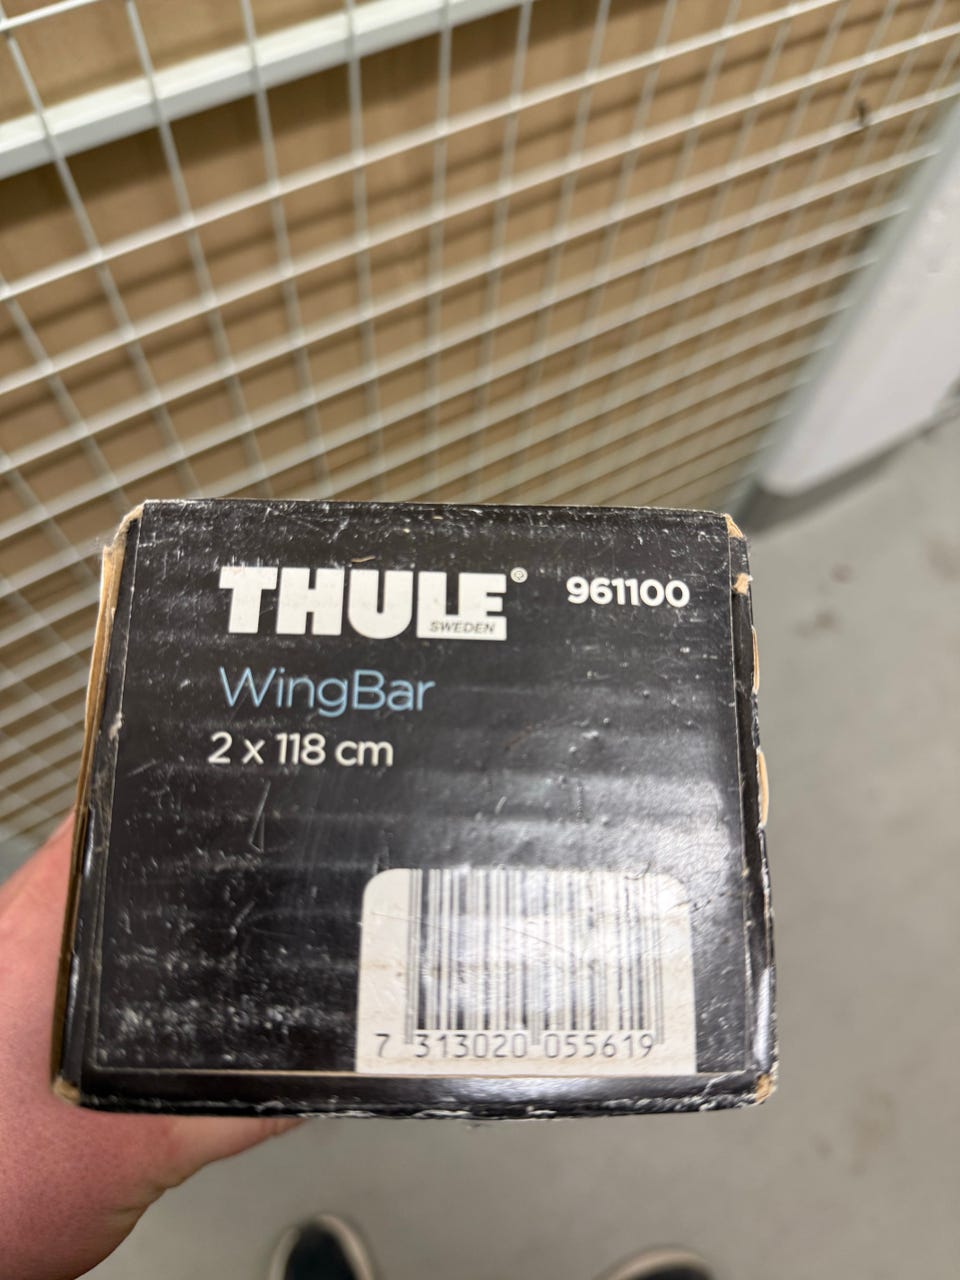 THULE® 961100
SWEDEN
WingBar
2 x 118 cm
7 313020 055619